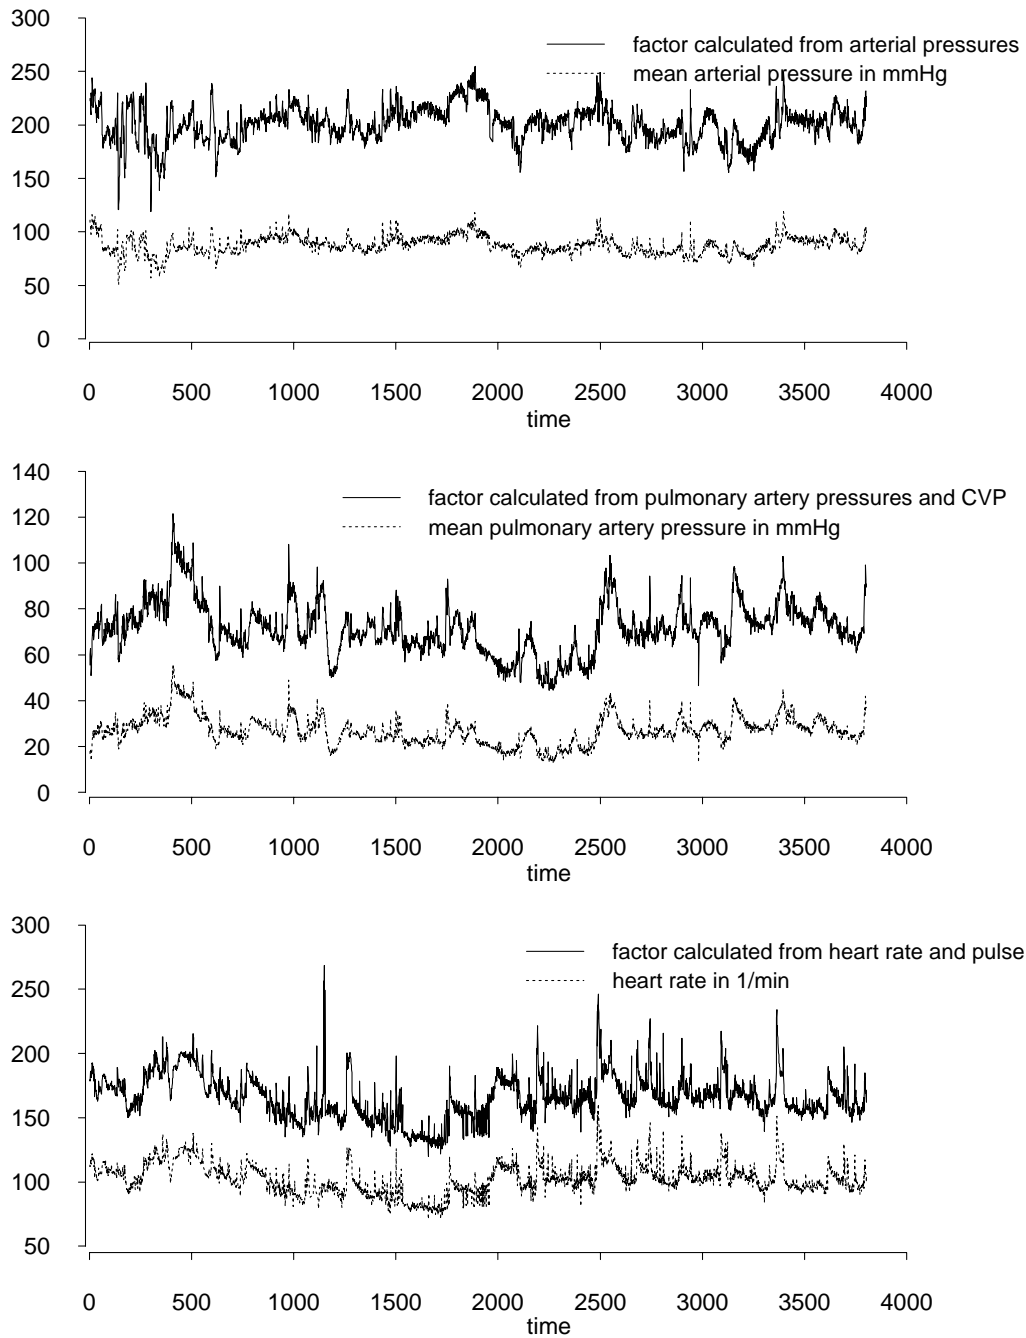 300
factor calculated from arterial pressures
250
mean arterial pressure in mmHg
200
150
100
50
0
0 500 1000 1500 2000 2500 3000 3500 4000
time
140
factor calculated from pulmonary artery pressures and CVP
120
mean pulmonary artery pressure in mmHg
100
80
60
40
20
0
0 500 1000 1500 2000 2500 3000 3500 4000
time
300
factor calculated from heart rate and pulse
250
heart rate in 1/min
200
150
100
50
0 500 1000 1500 2000 2500 3000 3500 4000
time